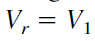 V_r = V_1